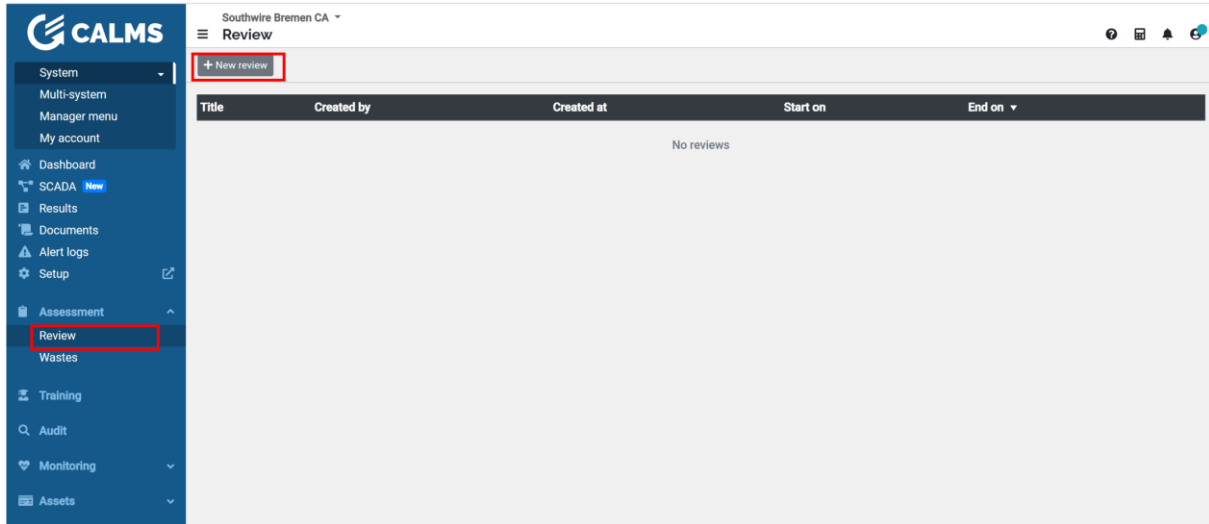 CALMS
System
Multi-system
Manager menu
My account
Dashboard
SCADA New
Results
Documents
Alert logs
Setup
Assessment
Review
Wastes
Training
Audit
Monitoring
Assets
Southwire Bremen CA
Review
+ New review
Title Created by Created at Start on End on
No reviews